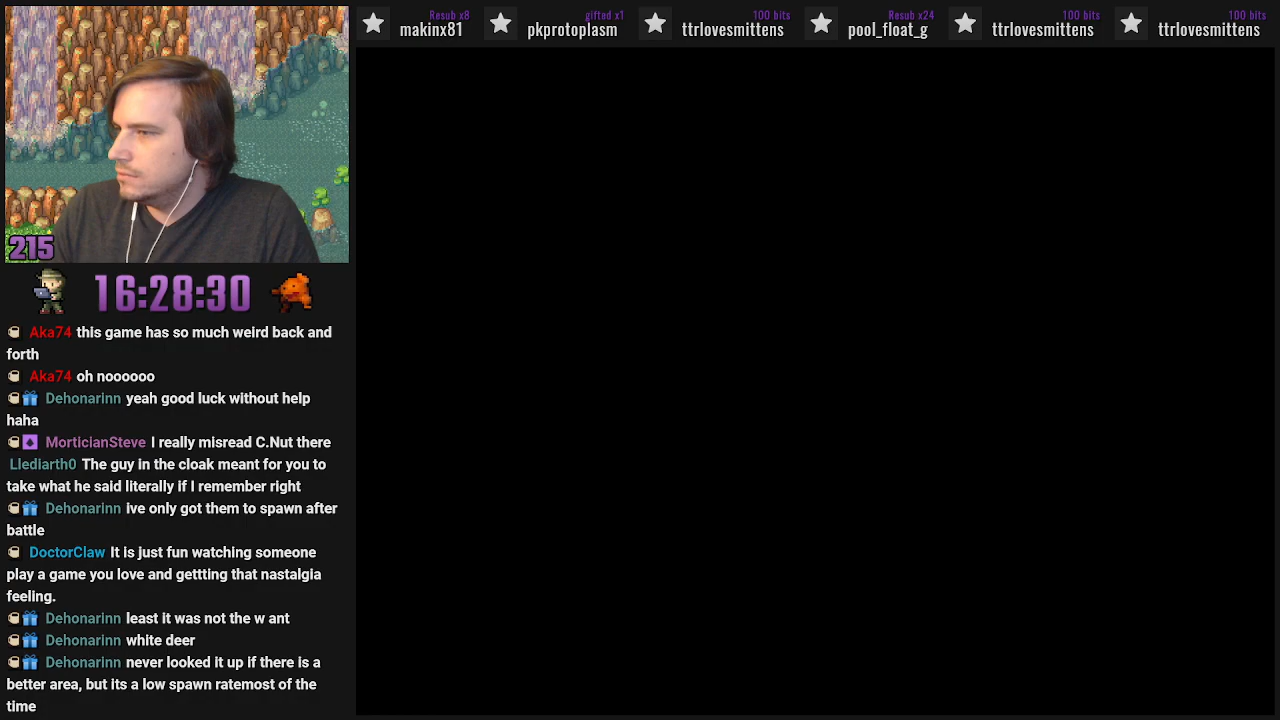 Resub x8
makinx81
gifted x1
pkprotoplasm
100 bits
ttrlovesmittens
Resub x24
pool_float_g
100 bits
ttrlovesmittens
100 bits
ttrlovesmittens
215
16:28:30
Aka74 this game has so much weird back and
forth
Aka74 oh noooooo
Dehonarinn yeah good luck without help
haha
MorticianSteve I really misread C.Nut there
Llediarth0 The guy in the cloak meant for you to
take what he said literally if I remember right
Dehonarinn ive only got them to spawn after
battle
DoctorClaw It is just fun watching someone
play a game you love and gettting that nastalgia
feeling.
Dehonarinn least it was not the w ant
Dehonarinn white deer
Dehonarinn never looked it up if there is a
better area, but its a low spawn ratemost of the
time